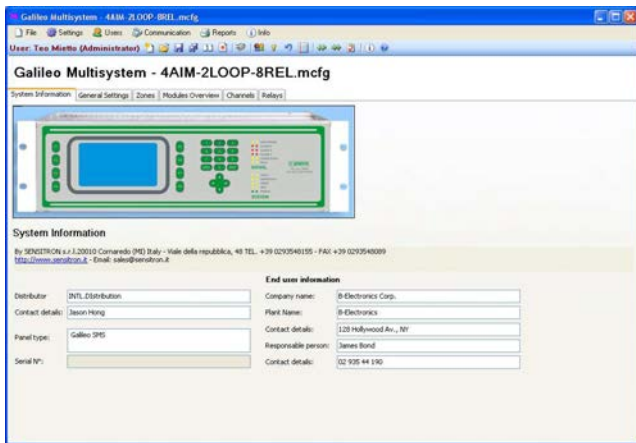 Galileo Multisystem - 4AIM-2LOOP-8REL.mcfg
File Settings Users Communication Reports Info
User: Teo Mietto (Administrator)
Galileo Multisystem - 4AIM-2LOOP-8REL.mcfg
System Information General Settings Zones Modules Overview Channels Relays
System Information
By SENSITRON s.r.l.20010 Cornaredo (MI) Italy - Viale della repubblica, 48 TEL. +39 0293548155 - FAX +39 0293548089
http://www.sensitron.it - Email: sales@sensitron.it
End user information
Distributor INTL.DIstribution Company name: B-Electronics Corp.
Contact details: Jason Hong Plant Name: B-Electronics
Contact details: 128 Hollywood Av., NY
Panel type: Galileo SMS Responsable person: James Bond
Serial N°: Contact details: 02 935 44 190